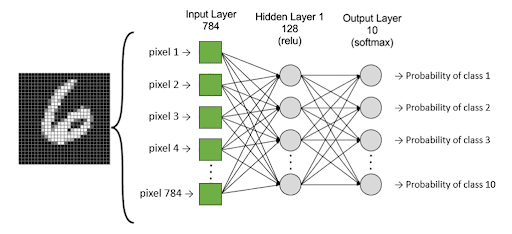 Input Layer
784
Hidden Layer 1
128
(relu)
Output Layer
10
(softmax)
pixel 1 →
pixel 2 →
pixel 3 →
pixel 4 →
pixel 784 →
→ Probability of class 1
→ Probability of class 2
→ Probability of class 3
→ Probability of class 10